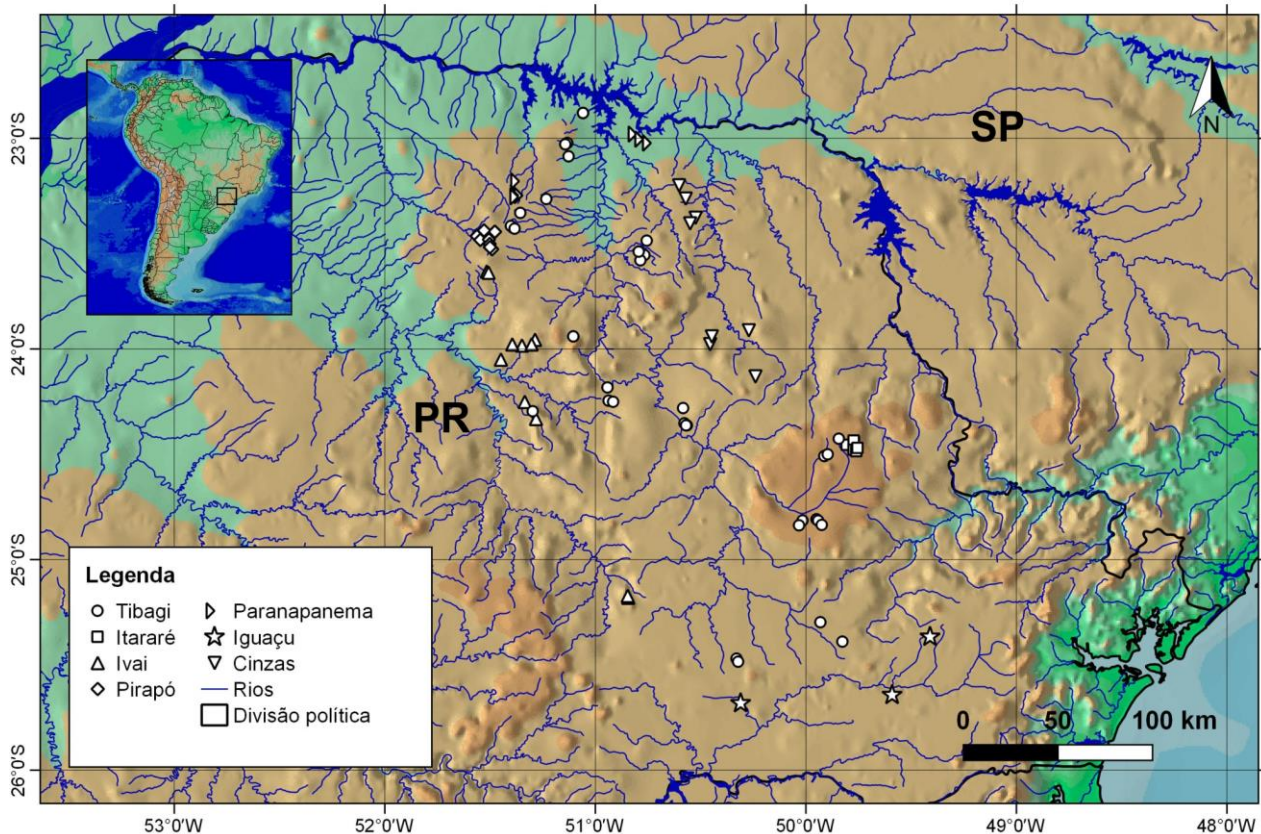 SP
N
PR
23°0'S
24°0'S
25°0'S
26°0'S
Legenda
Tibagi
Itararé
Ivai
Pirapó
Paranapanema
Iguaçu
Cinzas
Rios
Divisão política
0 50 100 km
53°0'W 52°0'W 51°0'W 50°0'W 49°0'W 48°0'W